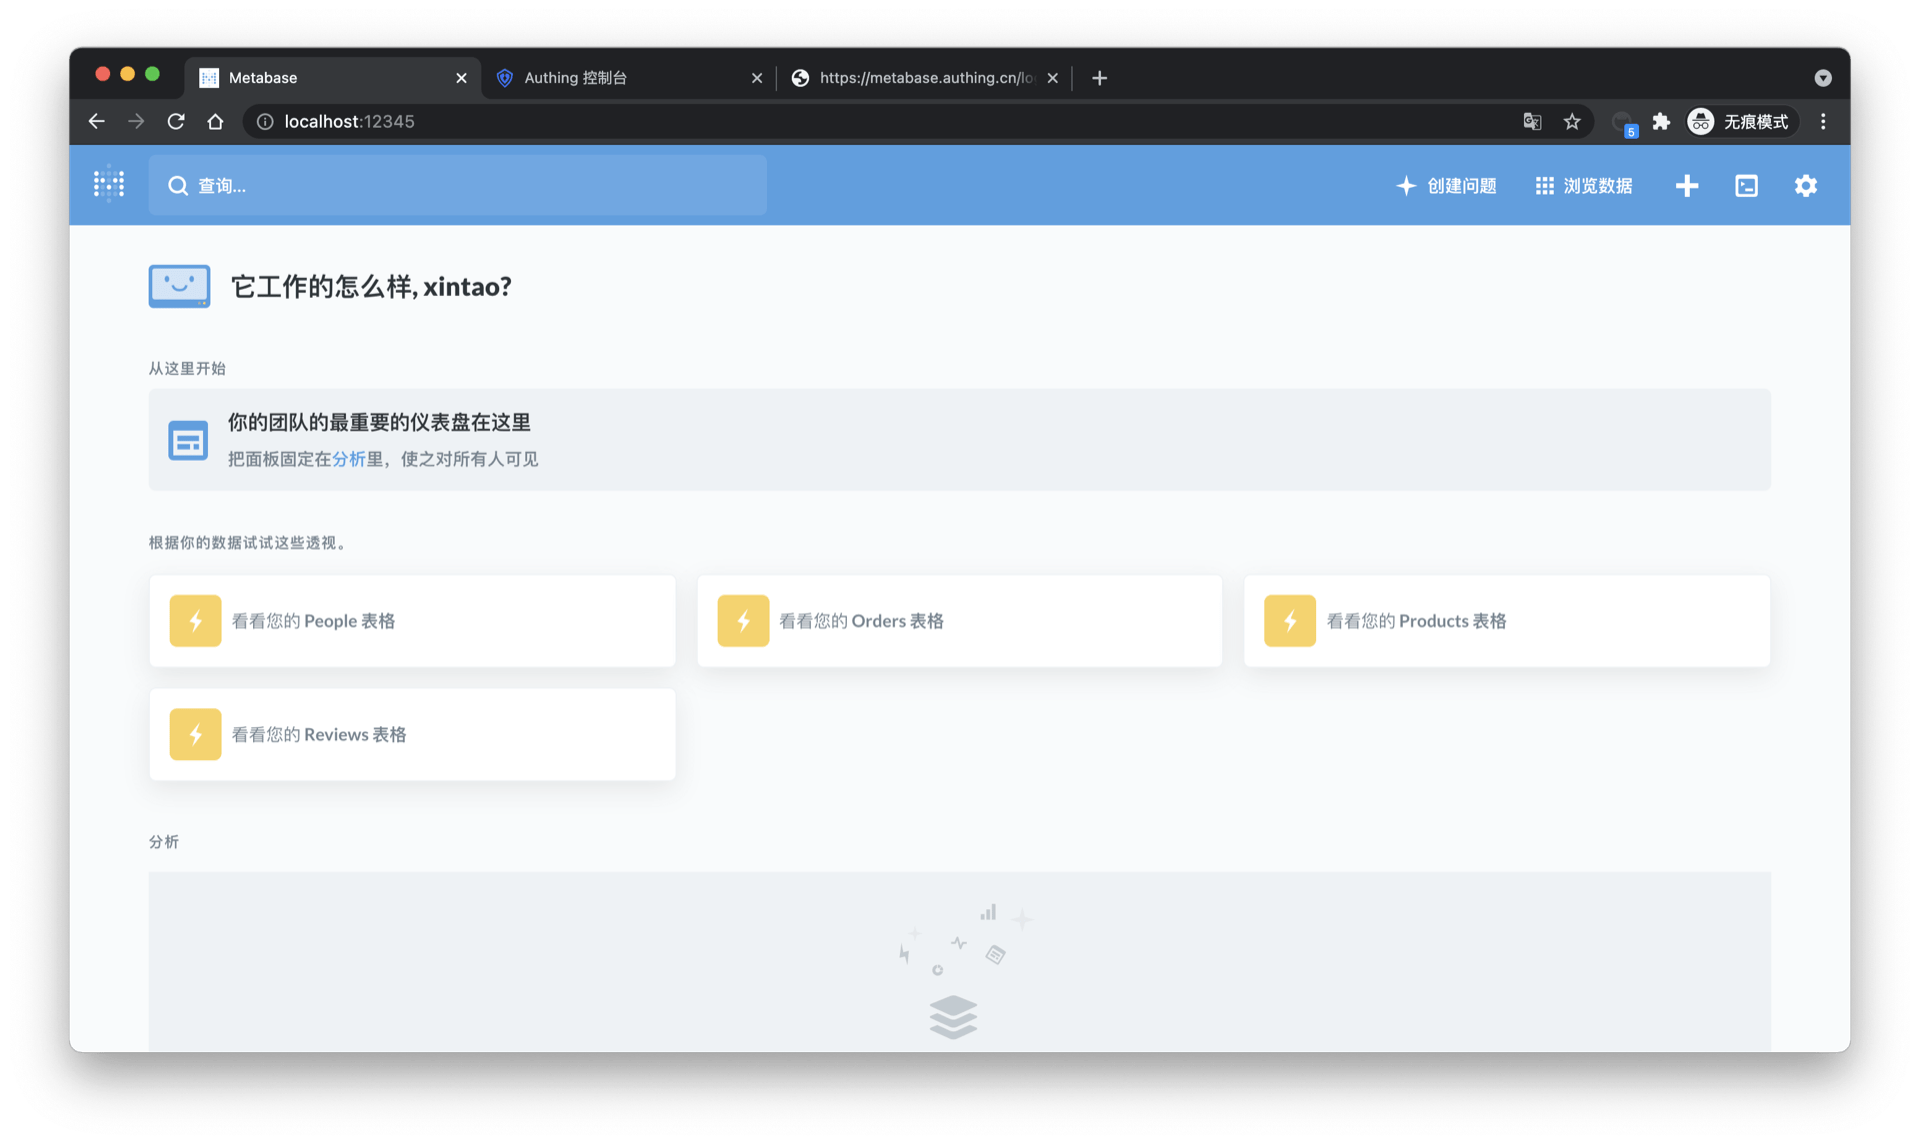 Metabase
Authing 控制台
https://metabase.authing.cn/lo
localhost:12345
5
无痕模式
查询...
创建问题
浏览数据
它工作的怎么样, xintao?
从这里开始
你的团队的最重要的仪表盘在这里
把面板固定在分析里，使之对所有人可见
根据你的数据试试这些透视。
看看您的 People 表格
看看您的 Orders 表格
看看您的 Products 表格
看看您的 Reviews 表格
分析